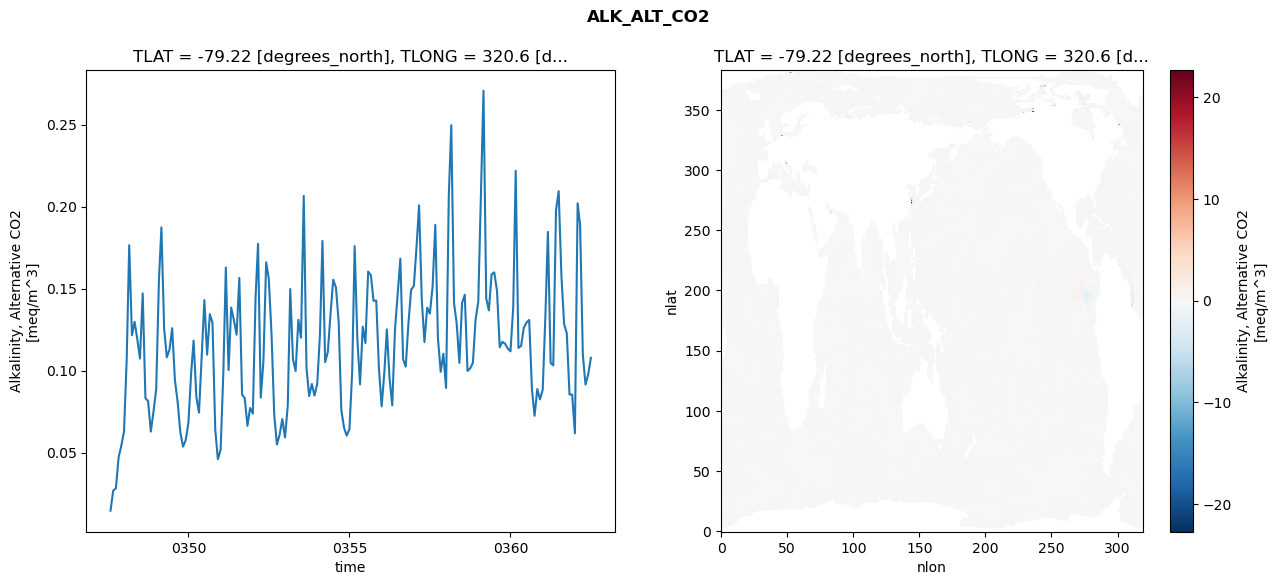 ALK_ALT_CO2
TLAT = -79.22 [degrees_north], TLONG = 320.6 [d...
Alkalinity, Alternative CO2
[meq/m^3]
0.25
0.20
0.15
0.10
0.05
0350
0355
0360
time
TLAT = -79.22 [degrees_north], TLONG = 320.6 [d...
nlat
350
300
250
200
150
100
50
0
0
50
100
150
200
250
300
nlon
20
10
0
−10
−20
Alkalinity, Alternative CO2
[meq/m^3]